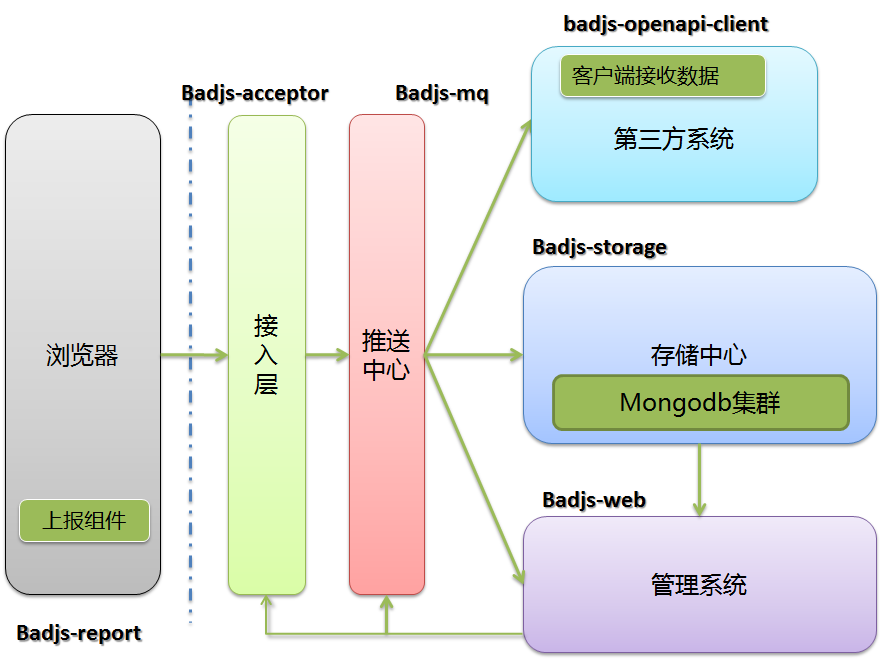 badjs-openapi-client
客户端接收数据
第三方系统
Badjs-acceptor
Badjs-mq
Badjs-storage
浏览器
接
入
层
推送
中心
存储中心
Mongodb集群
上报组件
Badjs-web
管理系统
Badjs-report